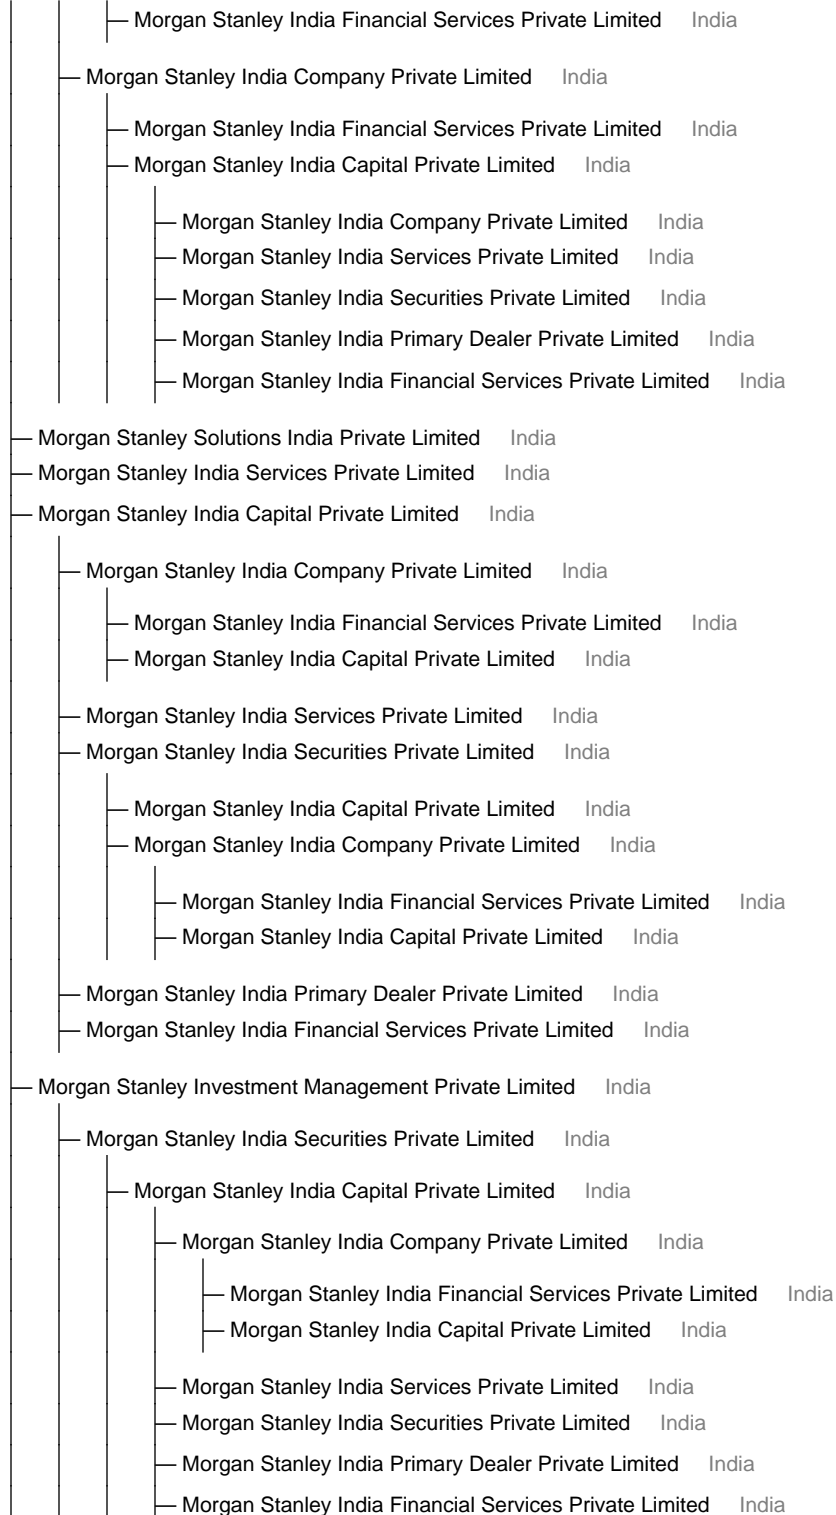 Morgan Stanley India Financial Services Private Limited India
Morgan Stanley India Company Private Limited India
Morgan Stanley India Financial Services Private Limited India
Morgan Stanley India Capital Private Limited India
Morgan Stanley India Company Private Limited India
Morgan Stanley India Services Private Limited India
Morgan Stanley India Securities Private Limited India
Morgan Stanley India Primary Dealer Private Limited India
Morgan Stanley India Financial Services Private Limited India
Morgan Stanley Solutions India Private Limited India
Morgan Stanley India Services Private Limited India
Morgan Stanley India Capital Private Limited India
Morgan Stanley India Company Private Limited India
Morgan Stanley India Financial Services Private Limited India
Morgan Stanley India Capital Private Limited India
Morgan Stanley India Services Private Limited India
Morgan Stanley India Securities Private Limited India
Morgan Stanley India Capital Private Limited India
Morgan Stanley India Company Private Limited India
Morgan Stanley India Financial Services Private Limited India
Morgan Stanley India Capital Private Limited India
Morgan Stanley India Primary Dealer Private Limited India
Morgan Stanley India Financial Services Private Limited India
Morgan Stanley Investment Management Private Limited India
Morgan Stanley India Securities Private Limited India
Morgan Stanley India Capital Private Limited India
Morgan Stanley India Company Private Limited India
Morgan Stanley India Financial Services Private Limited India
Morgan Stanley India Capital Private Limited India
Morgan Stanley India Services Private Limited India
Morgan Stanley India Securities Private Limited India
Morgan Stanley India Primary Dealer Private Limited India
Morgan Stanley India Financial Services Private Limited India